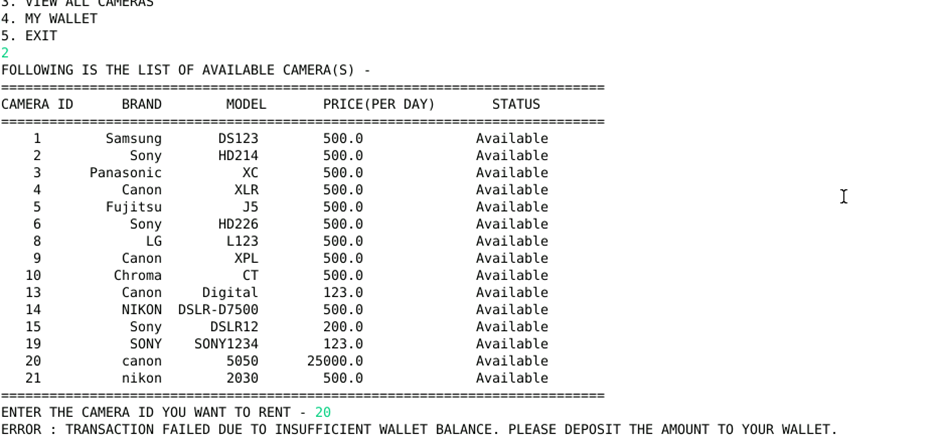 3. VIEW ALL CAMERAS
4. MY WALLET
5. EXIT
2
FOLLOWING IS THE LIST OF AVAILABLE CAMERA(S) -
===========================================================================
CAMERA ID      BRAND        MODEL       PRICE(PER DAY)       STATUS
===========================================================================
    1        Samsung       DS123        500.0              Available
    2           Sony       HD214        500.0              Available
    3      Panasonic          XC        500.0              Available
    4          Canon         XLR        500.0              Available
    5        Fujitsu          J5        500.0              Available
    6           Sony       HD226        500.0              Available
    8             LG        L123        500.0              Available
    9          Canon         XPL        500.0              Available
   10         Chroma          CT        500.0              Available
   13          Canon     Digital        123.0              Available
   14          NIKON  DSLR-D7500        500.0              Available
   15           Sony      DSLR12        200.0              Available
   19           SONY    SONY1234        123.0              Available
   20          canon        5050      25000.0              Available
   21          nikon        2030        500.0              Available
===========================================================================
ENTER THE CAMERA ID YOU WANT TO RENT - 20
ERROR : TRANSACTION FAILED DUE TO INSUFFICIENT WALLET BALANCE. PLEASE DEPOSIT THE AMOUNT TO YOUR WALLET.